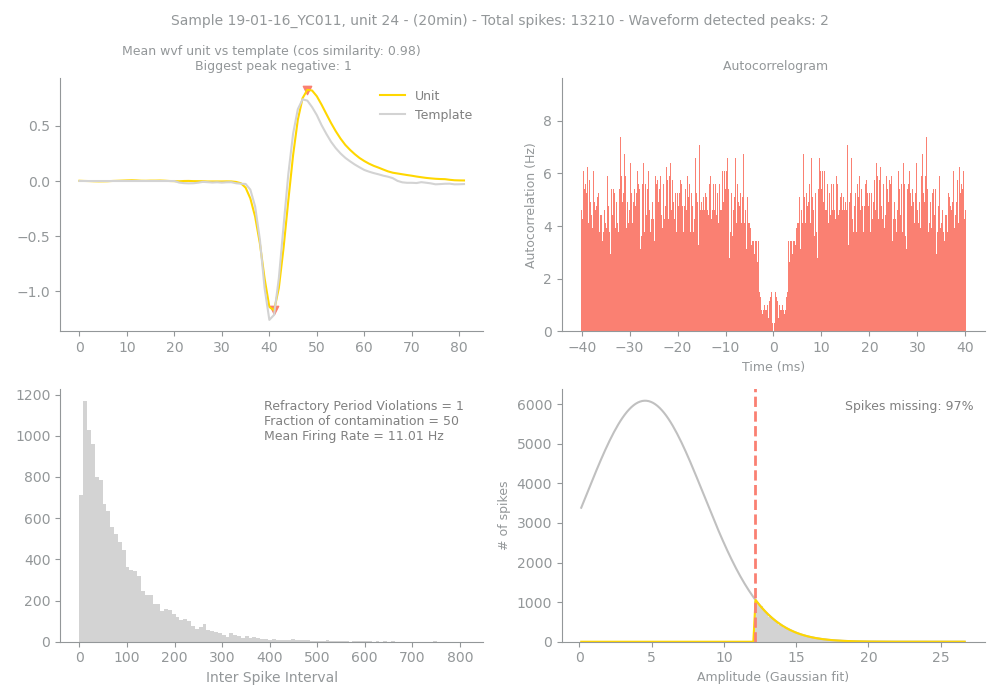 Sample 19-01-16_YC011, unit 24 - (20min) - Total spikes: 13210 - Waveform detected peaks: 2
Mean wvf unit vs template (cos similarity: 0.98)
Biggest peak negative: 1
Unit
Template
0.5
0.0
−0.5
−1.0
0 10 20 30 40 50 60 70 80
Autocorrelogram
Autocorrelation (Hz)
8
6
4
2
0
−40 −30 −20 −10 0 10 20 30 40
Time (ms)
Refractory Period Violations = 1
Fraction of contamination = 50
Mean Firing Rate = 11.01 Hz
1200
1000
800
600
400
200
0
0 100 200 300 400 500 600 700 800
Inter Spike Interval
Spikes missing: 97%
# of spikes
6000
5000
4000
3000
2000
1000
0
0 5 10 15 20 25
Amplitude (Gaussian fit)